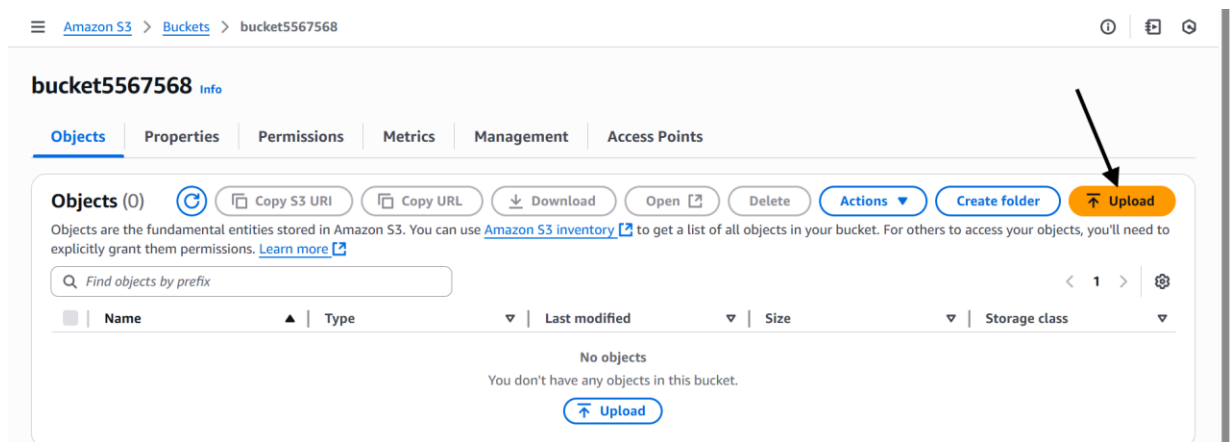 Amazon S3 > Buckets > bucket5567568
bucket5567568 Info
Objects Properties Permissions Metrics Management Access Points
Objects (0) Copy S3 URI Copy URL Download Open Delete Actions Create folder Upload
Objects are the fundamental entities stored in Amazon S3. You can use Amazon S3 inventory to get a list of all objects in your bucket. For others to access your objects, you'll need to
explicitly grant them permissions. Learn more
Find objects by prefix < 1 >
Name Type Last modified Size Storage class
No objects
You don't have any objects in this bucket.
Upload